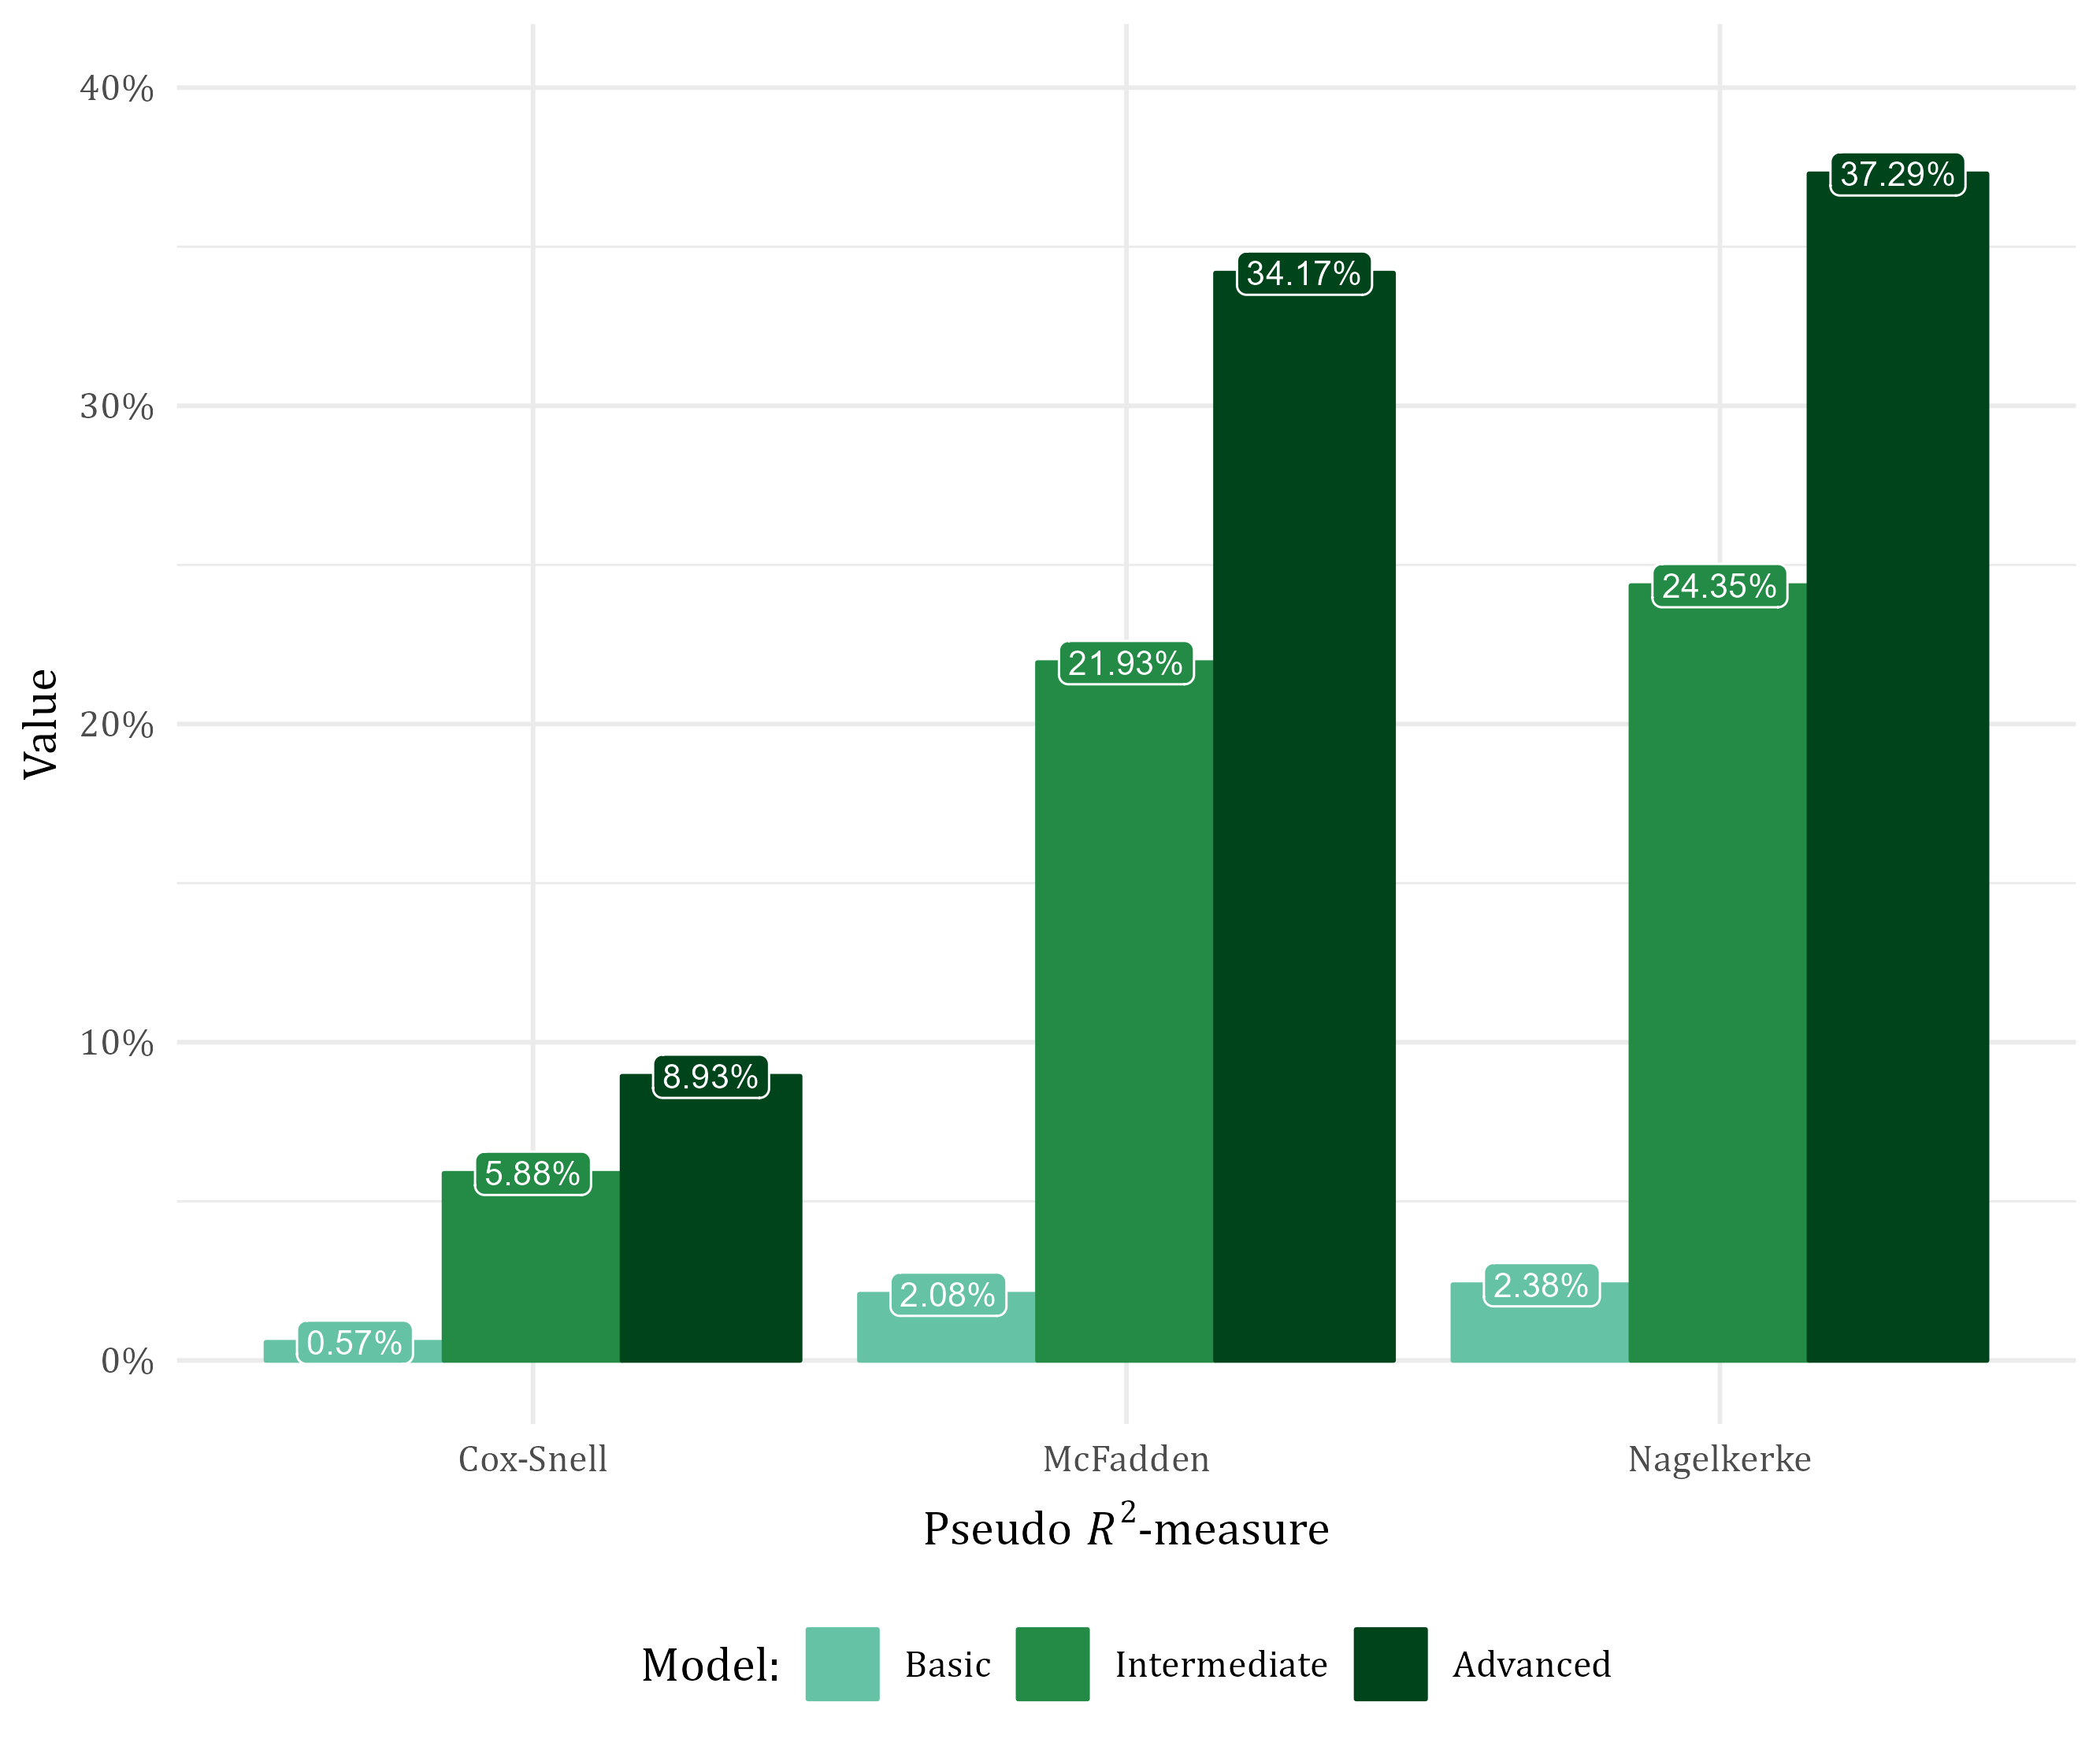 40%
30%
20%
10%
0%
Value
0.57%
5.88%
8.93%
2.08%
21.93%
34.17%
2.38%
24.35%
37.29%
Cox-Snell
McFadden
Nagelkerke
Pseudo R²-measure
Model: Basic Intermediate Advanced